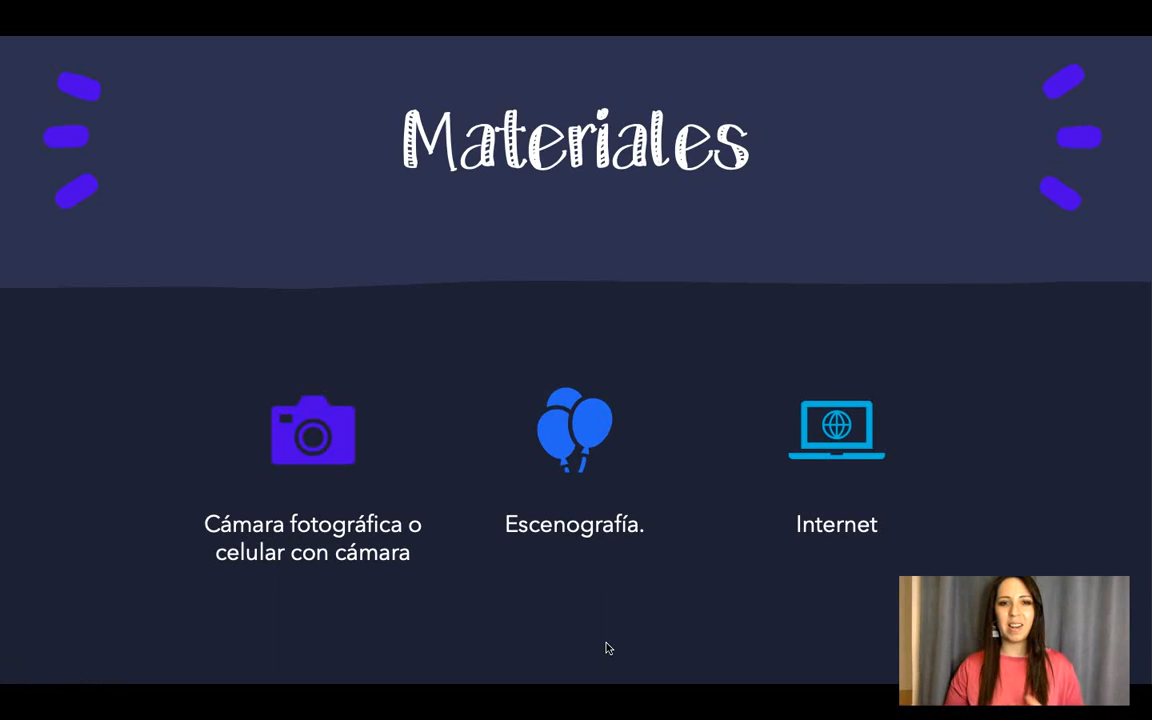 Materiales
Cámara fotográfica o
celular con cámara
Escenografía.
Internet